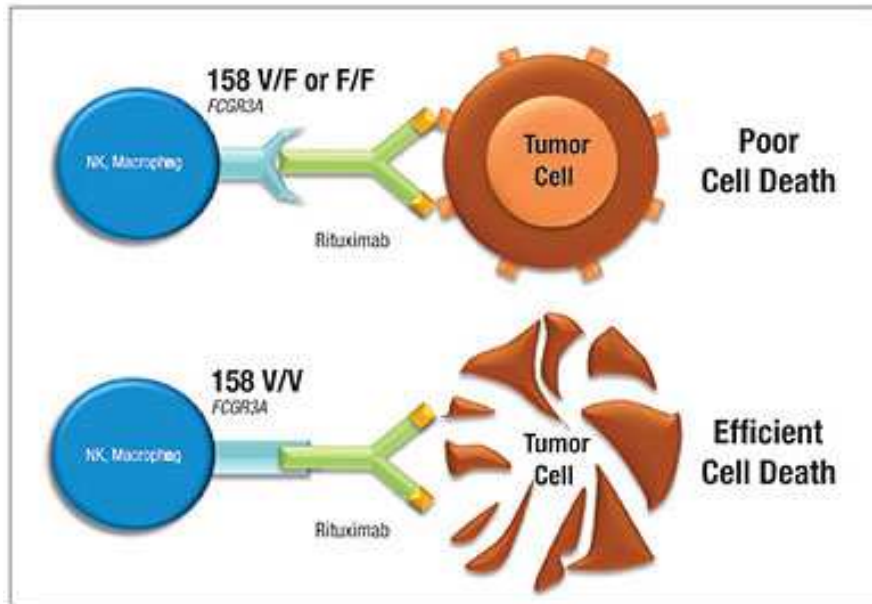 158 V/F or F/F
FCGR3A
NK, Macrophag
Tumor
Cell
Poor
Cell Death
Rituximab
158 V/V
FCGR3A
NK, Macrophag
Tumor
Cell
Efficient
Cell Death
Rituximab